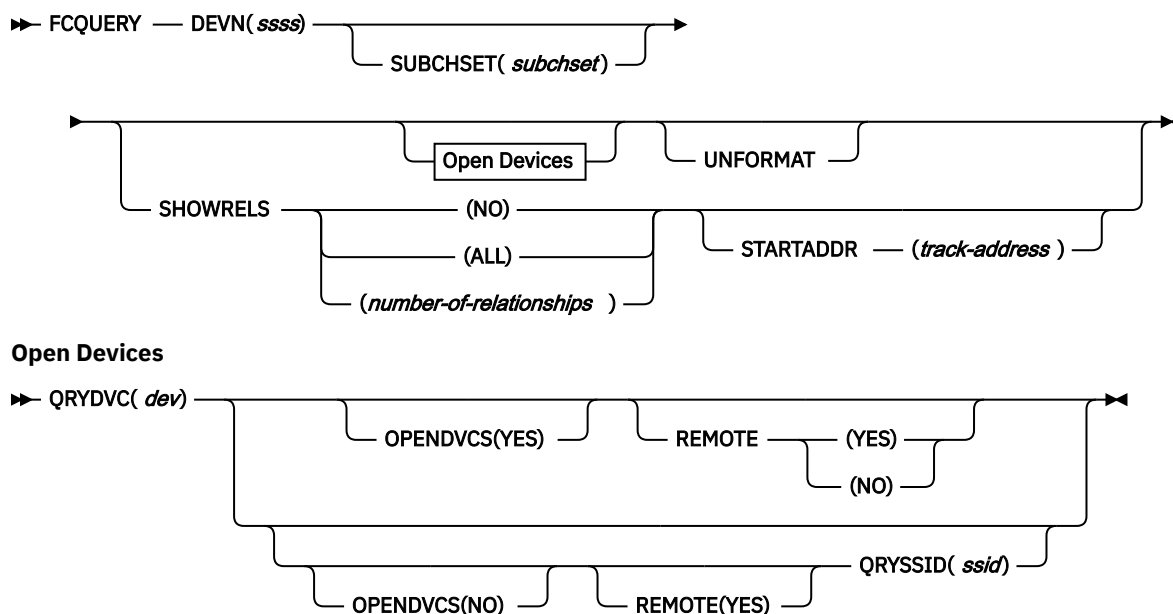 FCQUERY DEVN(ssss)
SUBCHSET( subchset)
Open Devices UNFORMAT
SHOWRELS (NO)
(ALL) STARTADDR (track-address )
(number-of-relationships )
Open Devices
QRYDVC( dev)
OPENDVCS(YES) REMOTE (YES)
(NO)
QRYSSID( ssid)
OPENDVCS(NO) REMOTE(YES)